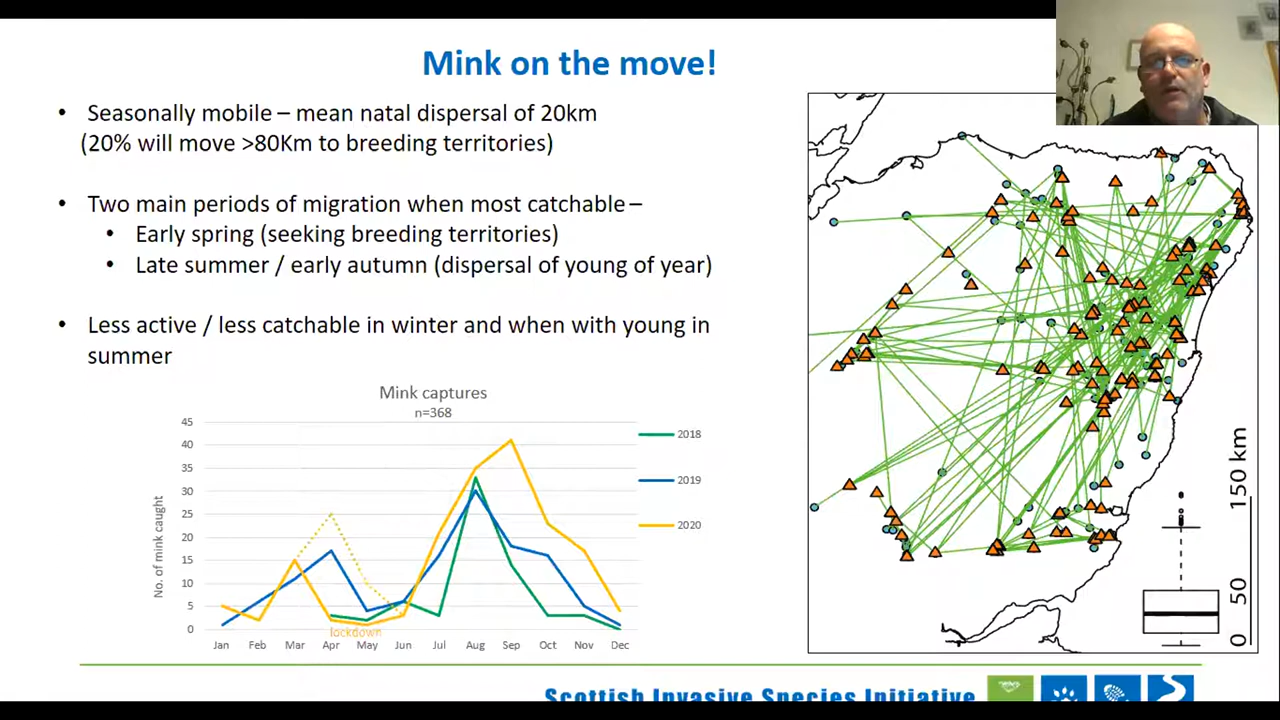 Mink on the move!
• Seasonally mobile – mean natal dispersal of 20km
(20% will move >80Km to breeding territories)
• Two main periods of migration when most catchable –
• Early spring (seeking breeding territories)
• Late summer / early autumn (dispersal of young of year)
• Less active / less catchable in winter and when with young in
summer
Mink captures
n=368
45
40
35
30
25
20
15
10
5
0
No. of mink caught
lockdown
Jan Feb Mar Apr May Jun Jul Aug Sep Oct Nov Dec
2018
2019
2020
150 km
50
0
Scottish Invasive Species Initiative